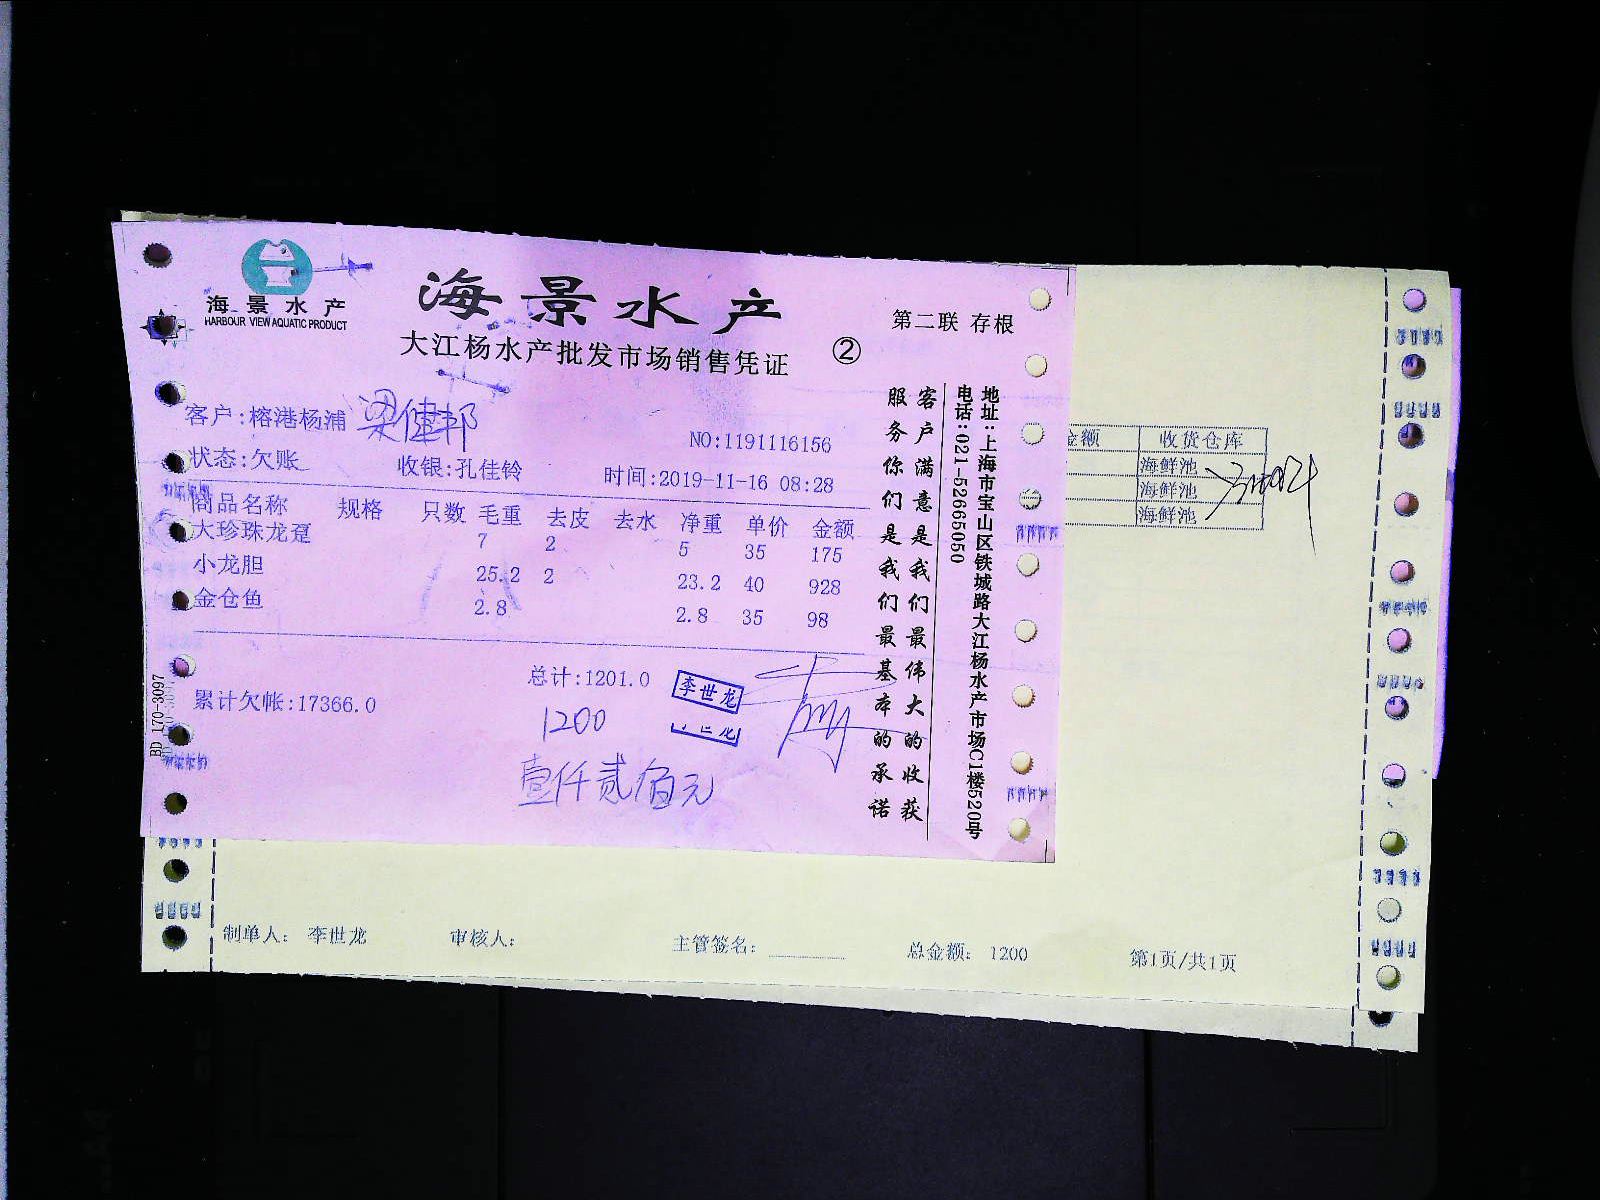 海景水产
HARBOUR VIEW AQUATIC PRODUCT
海景水产
大江杨水产批发市场销售凭证
②
第二联 存根
客户:榕港杨浦 梁健邦
NO:1191116156
状态:欠账
收银:孔佳铃
时间:2019-11-16 08:28
商品名称 规格 只数 毛重 去皮 去水 净重 单价 金额
大珍珠龙趸 7 2 5 35 175
小龙胆 25.2 2 23.2 40 928
金仓鱼 2.8 2.8 35 98
总计:1201.0
累计欠帐:17366.0
李世龙
1200
壹仟贰佰元
客户满意是我们最伟大的收获
服务你们是我们最基本的承诺
地址:上海市宝山区铁城路大江杨水产市场C1楼520号
电话:021-52665050
BD 170-3097
金额 收货仓库
海鲜池
海鲜池
海鲜池
制单人: 李世龙 审核人: 主管签名: 总金额: 1200 第1页/共1页